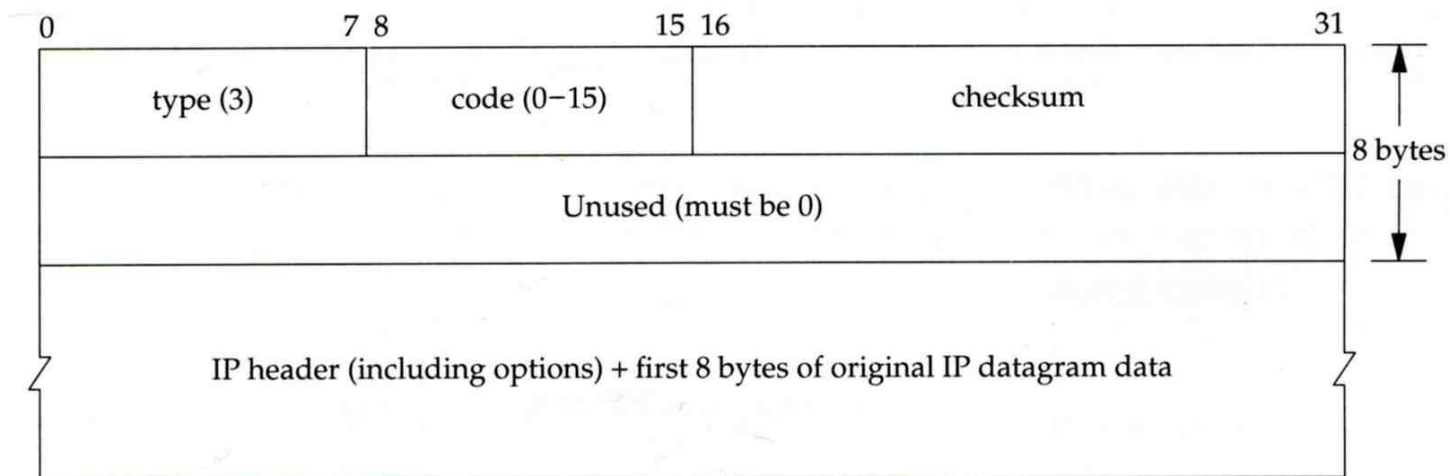 0 7 8 15 16 31
type (3) code (0−15) checksum
8 bytes
Unused (must be 0)
IP header (including options) + first 8 bytes of original IP datagram data